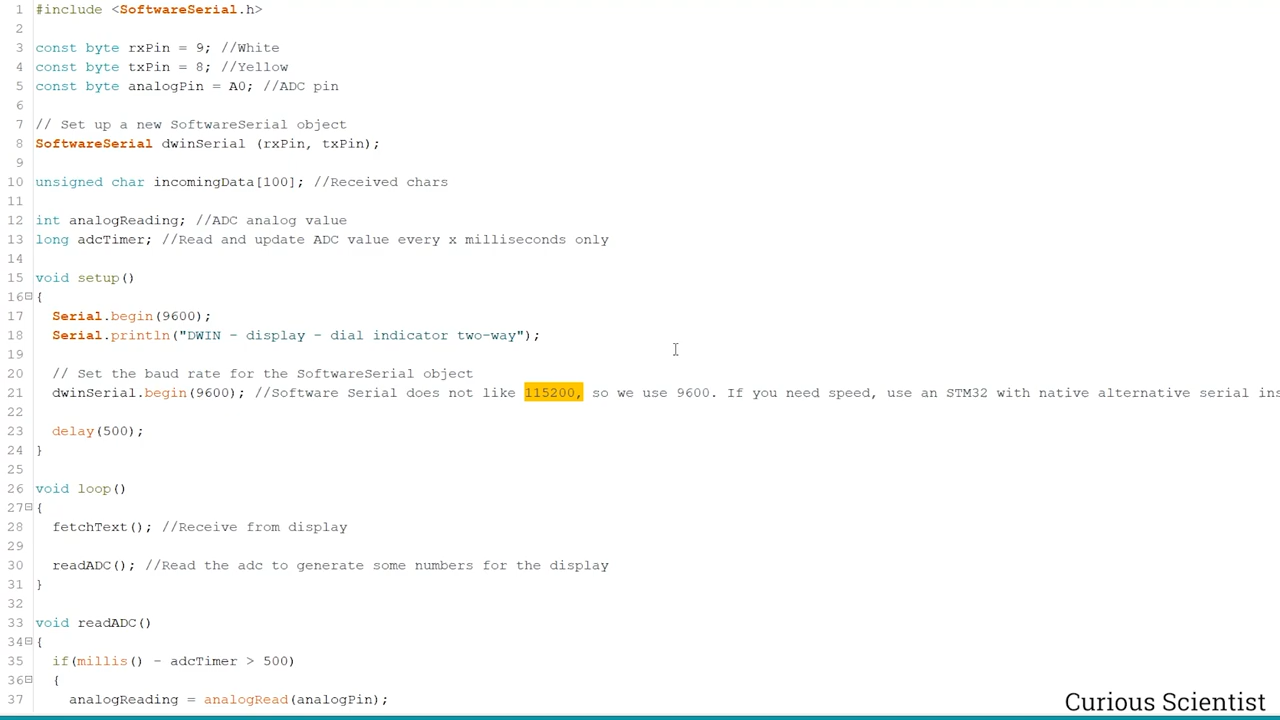 1 #include <SoftwareSerial.h>
2
3 const byte rxPin = 9; //White
4 const byte txPin = 8; //Yellow
5 const byte analogPin = A0; //ADC pin
6
7 // Set up a new SoftwareSerial object
8 SoftwareSerial dwinSerial (rxPin, txPin);
9
10 unsigned char incomingData[100]; //Received chars
11
12 int analogReading; //ADC analog value
13 long adcTimer; //Read and update ADC value every x milliseconds only
14
15 void setup()
16 {
17 Serial.begin(9600);
18 Serial.println("DWIN - display - dial indicator two-way");
19
20 // Set the baud rate for the SoftwareSerial object
21 dwinSerial.begin(9600); //Software Serial does not like 115200, so we use 9600. If you need speed, use an STM32 with native alternative serial ins
22
23 delay(500);
24 }
25
26 void loop()
27 {
28 fetchText(); //Receive from display
29
30 readADC(); //Read the adc to generate some numbers for the display
31 }
32
33 void readADC()
34 {
35 if(millis() - adcTimer > 500)
36 {
37 analogReading = analogRead(analogPin);
Curious Scientist